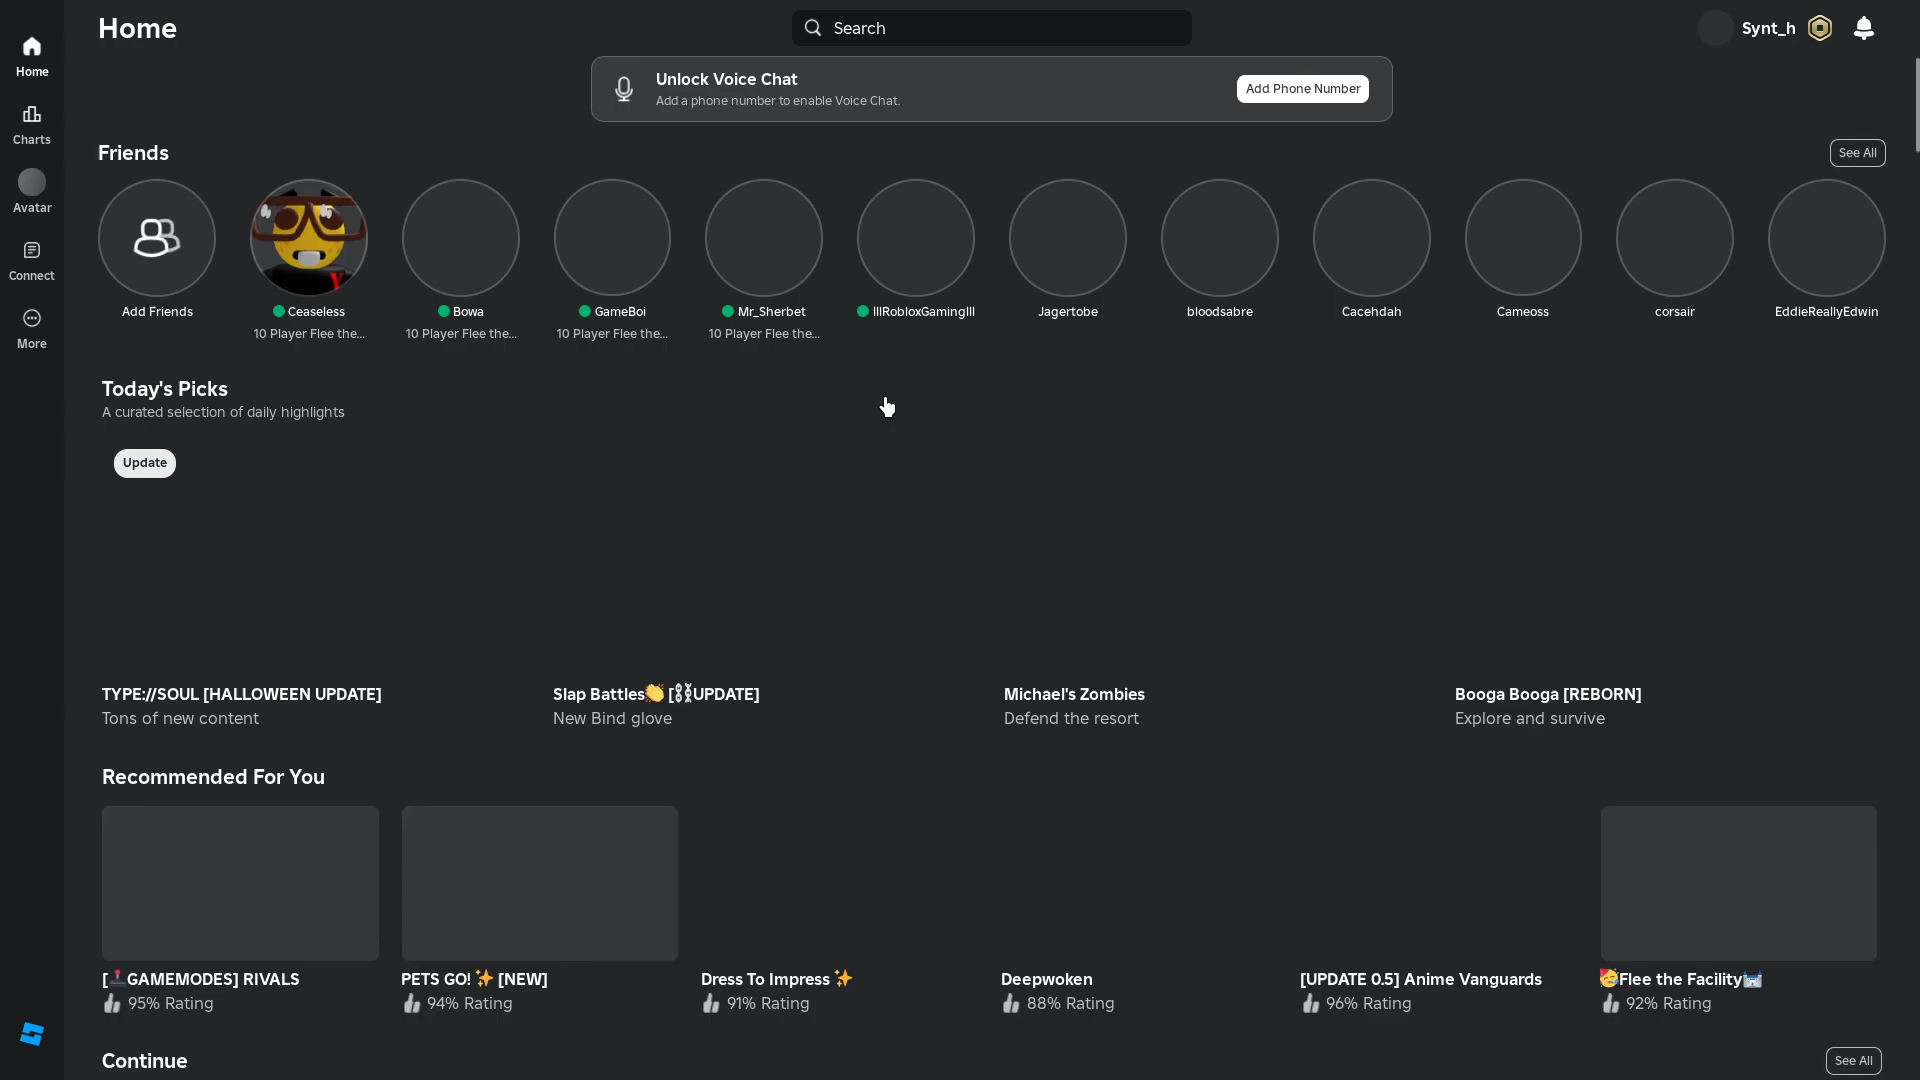 Home
Search
Synt_h
Home
Charts
Avatar
Connect
More
Unlock Voice Chat
Add a phone number to enable Voice Chat.
Add Phone Number
Friends
See All
Add Friends
Ceaseless
10 Player Flee the...
Bowa
10 Player Flee the...
GameBoi
10 Player Flee the...
Mr_Sherbet
10 Player Flee the...
lllRobloxGaminglll
Jagertobe
bloodsabre
Cacehdah
Cameoss
corsair
EddieReallyEdwin
Today's Picks
A curated selection of daily highlights
Update
TYPE://SOUL [HALLOWEEN UPDATE]
Tons of new content
Slap Battles👏 [⛓️UPDATE]
New Bind glove
Michael's Zombies
Defend the resort
Booga Booga [REBORN]
Explore and survive
Recommended For You
[🕹️GAMEMODES] RIVALS
95% Rating
PETS GO! ✨ [NEW]
94% Rating
Dress To Impress ✨
91% Rating
Deepwoken
88% Rating
[UPDATE 0.5] Anime Vanguards
96% Rating
🥳Flee the Facility🏰
92% Rating
Continue
See All